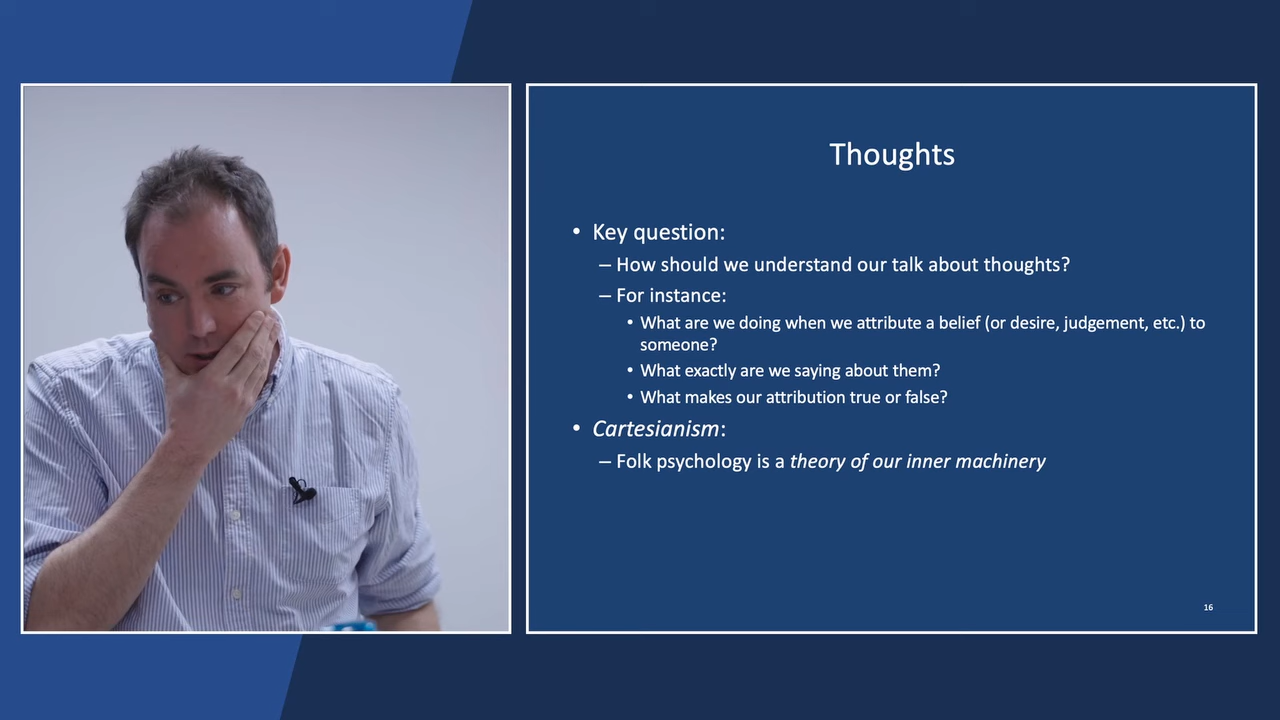 Thoughts
• Key question:
– How should we understand our talk about thoughts?
– For instance:
• What are we doing when we attribute a belief (or desire, judgement, etc.) to
someone?
• What exactly are we saying about them?
• What makes our attribution true or false?
• Cartesianism:
– Folk psychology is a theory of our inner machinery
16